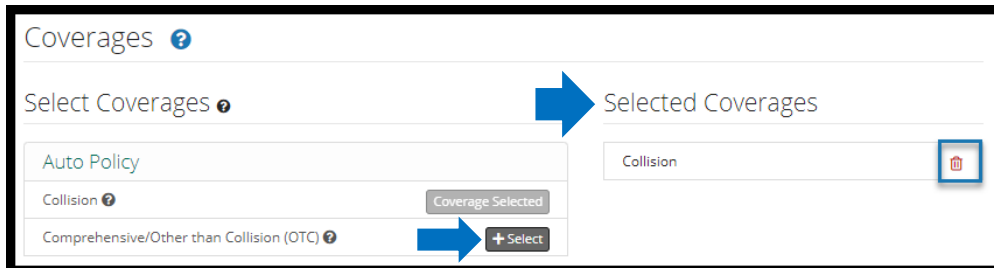 Coverages ?
Select Coverages ?
Auto Policy
Collision ? Coverage Selected
Comprehensive/Other than Collision (OTC) ? + Select
Selected Coverages
Collision